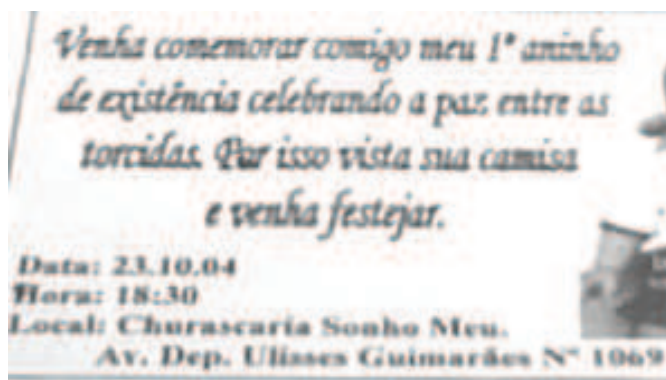 Venha comemorar comigo meu 1º aninho
de existência celebrando a paz entre as
torcidas. Por isso vista sua camisa
e venha festejar.
Data: 23.10.04
Hora: 18:30
Local: Churascaria Sonho Meu.
Av. Dep. Ulisses Guimarães Nº 1069